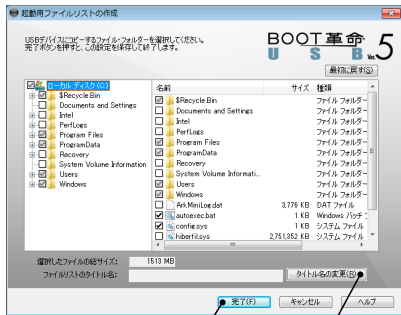 起動用ファイルリストの作成
USBデバイスにコピーするファイル・フォルダーを選択してください。
完了ボタンを押すと、この設定を保存して終了します。
BOOT革命
USB Ver.5
最初に戻す(S)
ローカル ディスク (C:)
$Recycle.Bin
Documents and Settings
Intel
PerfLogs
Program Files
ProgramData
Recovery
System Volume Information
Users
Windows
名前 サイズ 種類
$Recycle.Bin ファイル フォルダー
Documents and Settings ファイル フォルダー
Intel ファイル フォルダー
PerfLogs ファイル フォルダー
Program Files ファイル フォルダー
ProgramData ファイル フォルダー
Recovery ファイル フォルダー
System Volume Informati... ファイル フォルダー
Users ファイル フォルダー
Windows ファイル フォルダー
ArkMiniLog.dat 3,776 KB DAT ファイル
autoexec.bat 1 KB Windows バッチ
config.sys 1 KB システム ファイル
hiberfil.sys 2,751,352 KB システム ファイル
選択したファイルの総サイズ： 1513 MB
ファイルリストのタイトル名：
タイトル名の変更(R)
完了(F)
キャンセル
ヘルプ